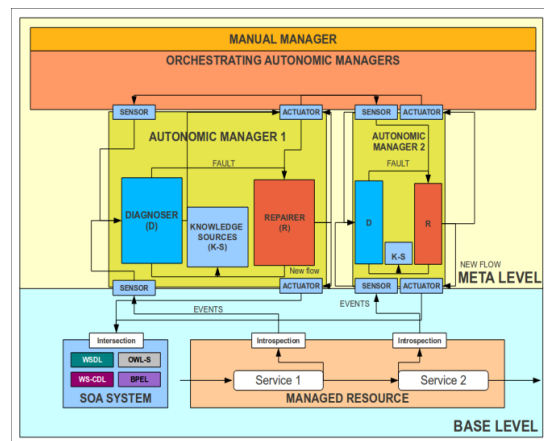 MANUAL MANAGER
ORCHESTRATING AUTONOMIC MANAGERS
SENSOR
ACTUATOR
SENSOR
ACTUATOR
AUTONOMIC MANAGER 1
AUTONOMIC
MANAGER 2
FAULT
FAULT
DIAGNOSER
(D)
KNOWLEDGE
SOURCES
(K-S)
REPAIRER
(R)
D
R
K-S
New flow
NEW FLOW
META LEVEL
SENSOR
ACTUATOR
SENSOR
ACTUATOR
EVENTS
EVENTS
Intersection
Introspection
Introspection
WSDL
OWL-S
WS-CDL
BPEL
SOA SYSTEM
Service 1
Service 2
MANAGED RESOURCE
BASE LEVEL